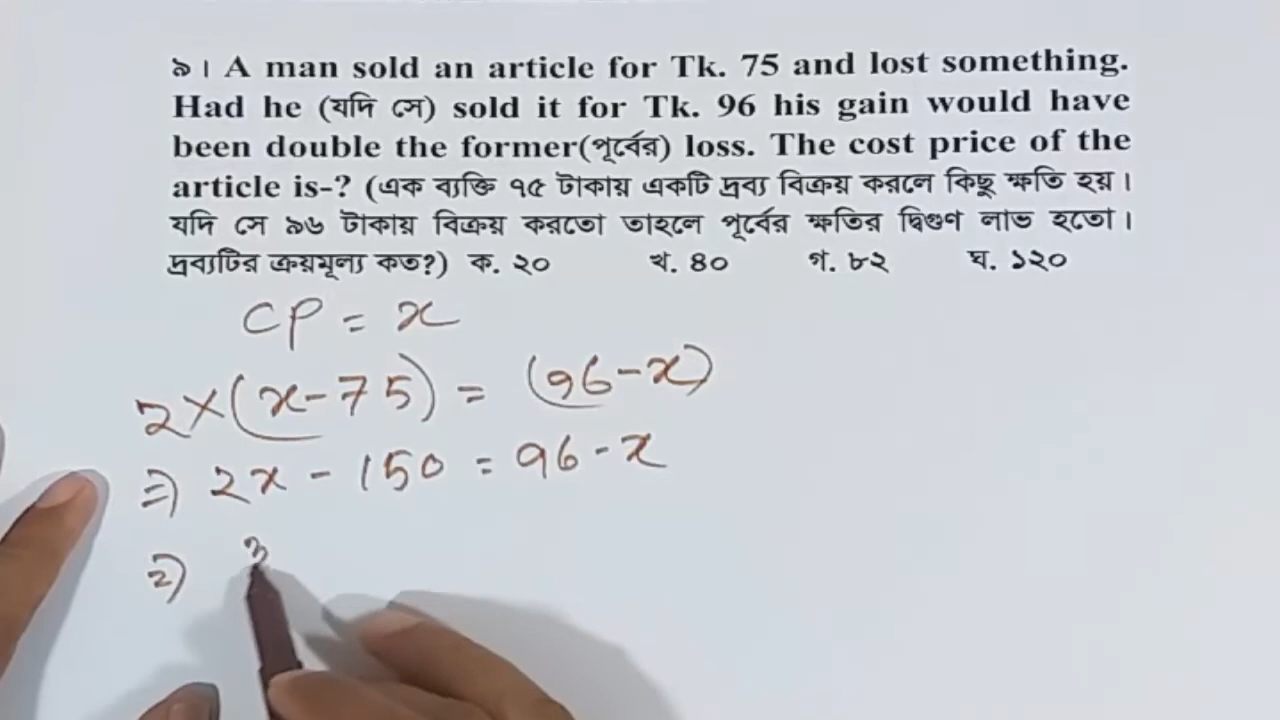 ৯। A man sold an article for Tk. 75 and lost something.
Had he (যদি সে) sold it for Tk. 96 his gain would have
been double the former(পূর্বের) loss. The cost price of the
article is-? (এক ব্যক্তি ৭৫ টাকায় একটি দ্রব্য বিক্রয় করলে কিছু ক্ষতি হয়।
যদি সে ৯৬ টাকায় বিক্রয় করতো তাহলে পূর্বের ক্ষতির দ্বিগুণ লাভ হতো।
দ্রব্যটির ক্রয়মূল্য কত?) ক. ২০ খ. ৪০ গ. ৮২ ঘ. ১২০
CP = x
2×(x-75) = (96-x)
⇒) 2x - 150 = 96-x
⇒) 3